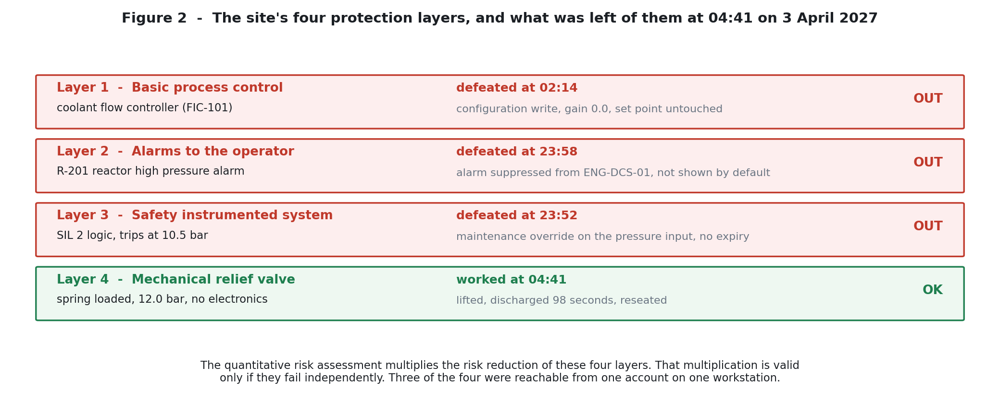 Figure 2 - The site's four protection layers, and what was left of them at 04:41 on 3 April 2027
Layer 1 - Basic process control
coolant flow controller (FIC-101)
defeated at 02:14
configuration write, gain 0.0, set point untouched
OUT
Layer 2 - Alarms to the operator
R-201 reactor high pressure alarm
defeated at 23:58
alarm suppressed from ENG-DCS-01, not shown by default
OUT
Layer 3 - Safety instrumented system
SIL 2 logic, trips at 10.5 bar
defeated at 23:52
maintenance override on the pressure input, no expiry
OUT
Layer 4 - Mechanical relief valve
spring loaded, 12.0 bar, no electronics
worked at 04:41
lifted, discharged 98 seconds, reseated
OK
The quantitative risk assessment multiplies the risk reduction of these four layers. That multiplication is valid
only if they fail independently. Three of the four were reachable from one account on one workstation.